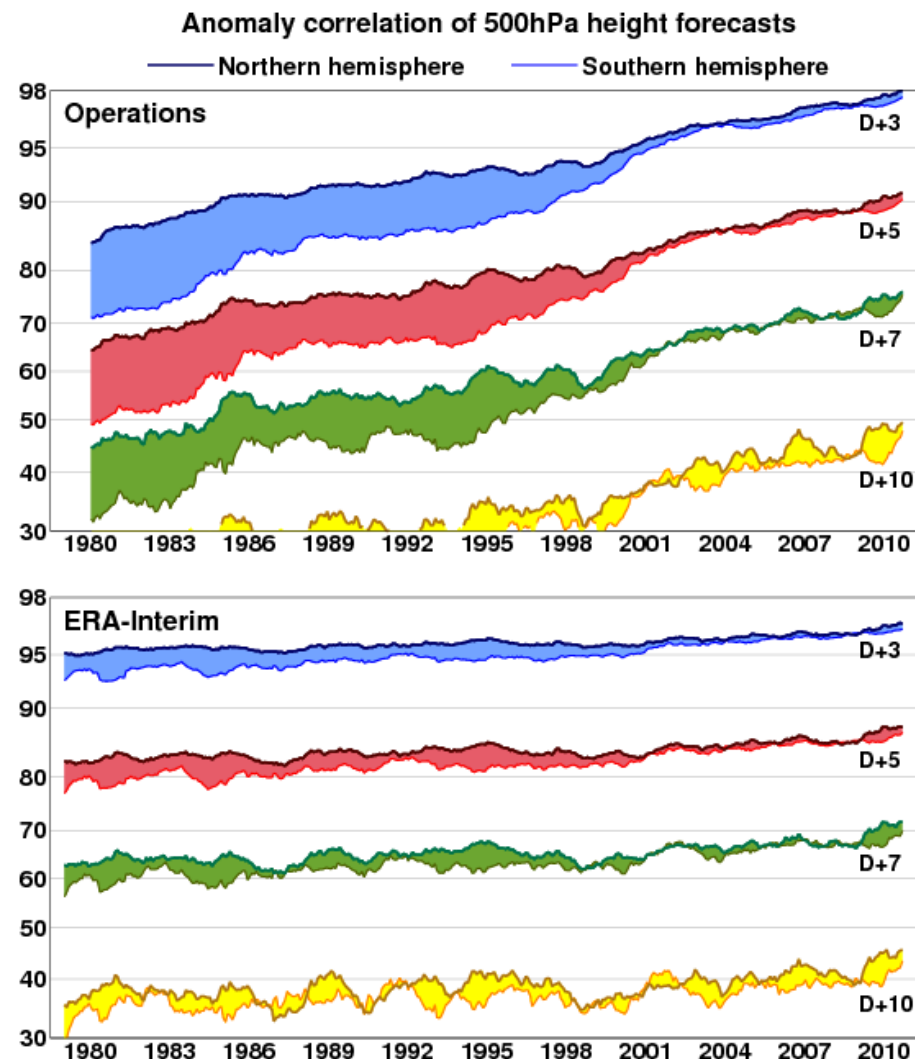 Anomaly correlation of 500hPa height forecasts
Northern hemisphere Southern hemisphere
98
Operations
D+3
95
90
D+5
80
70
D+7
60
50
40
D+10
30
1980 1983 1986 1989 1992 1995 1998 2001 2004 2007 2010
98
ERA-Interim
95
D+3
90
D+5
80
70
D+7
60
50
40
D+10
30
1980 1983 1986 1989 1992 1995 1998 2001 2004 2007 2010